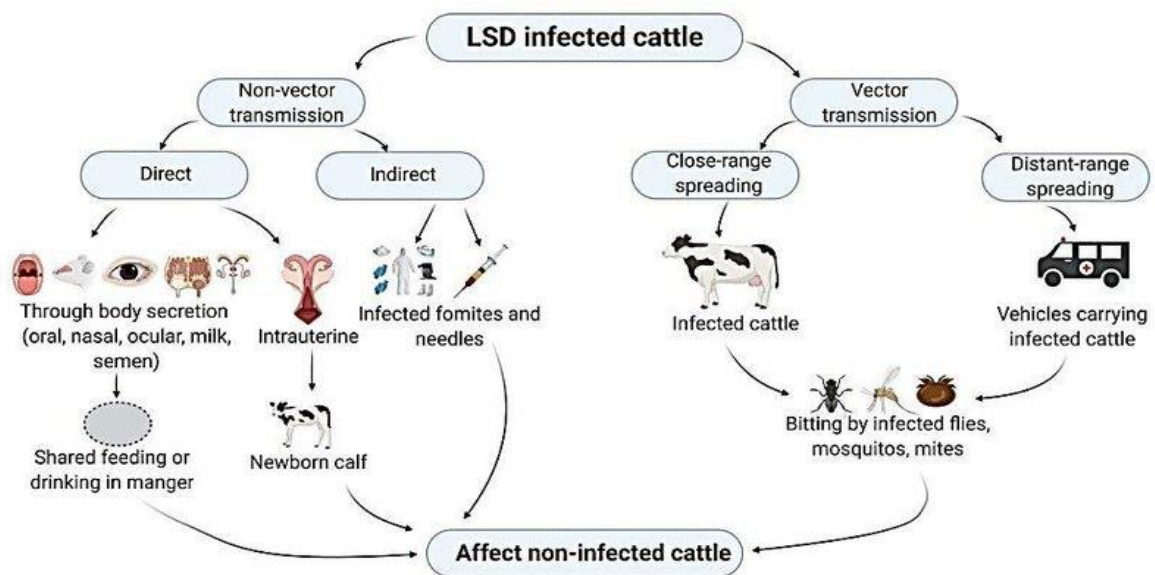 LSD infected cattle
Non-vector
transmission
Vector
transmission
Direct
Indirect
Close-range
spreading
Distant-range
spreading
Through body secretion
(oral, nasal, ocular, milk,
semen)
Intrauterine
Infected fomites and
needles
Infected cattle
Vehicles carrying
infected cattle
Shared feeding or
drinking in manger
Newborn calf
Bitting by infected flies,
mosquitos, mites
Affect non-infected cattle